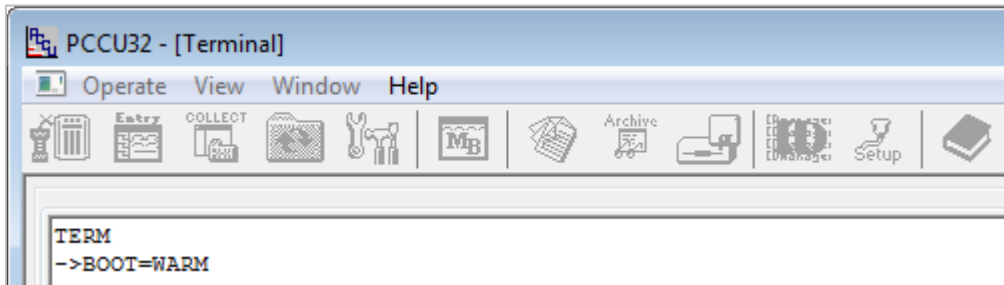 PCCU32 - [Terminal]
Operate View Window Help
Entry COLLECT MB Archive Setup
TERM
->BOOT=WARM